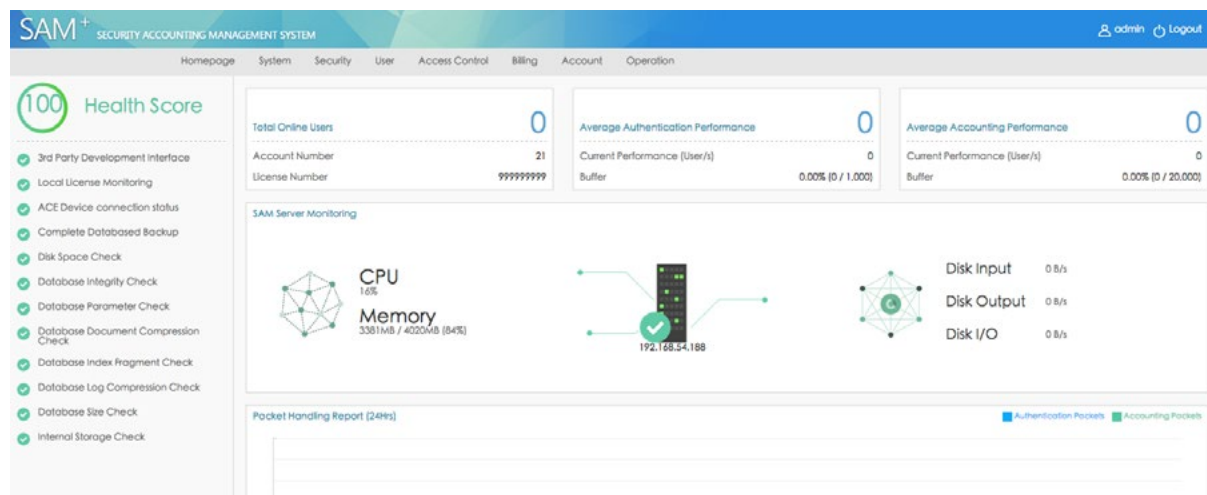 SAM+ SECURITY ACCOUNTING MANAGEMENT SYSTEM
admin Logout
Homepage System Security User Access Control Billing Account Operation
100 Health Score
3rd Party Development Interface
Local License Monitoring
ACE Device connection status
Complete Databased Backup
Disk Space Check
Database Integrity Check
Database Parameter Check
Database Document Compression
Check
Database Index Fragment Check
Database Log Compression Check
Database Size Check
Internal Storage Check
Total Online Users 0
Account Number 21
License Number 999999999
Average Authentication Performance 0
Current Performance (User/s) 0
Buffer 0.00% (0 / 1,000)
Average Accounting Performance 0
Current Performance (User/s) 0
Buffer 0.00% (0 / 20,000)
SAM Server Monitoring
CPU
16%
Memory
3381MB / 4020MB (84%)
192.168.54.188
Disk Input 0 B/s
Disk Output 0 B/s
Disk I/O 0 B/s
Packet Handling Report (24Hrs)
Authentication Packets Accounting Packets